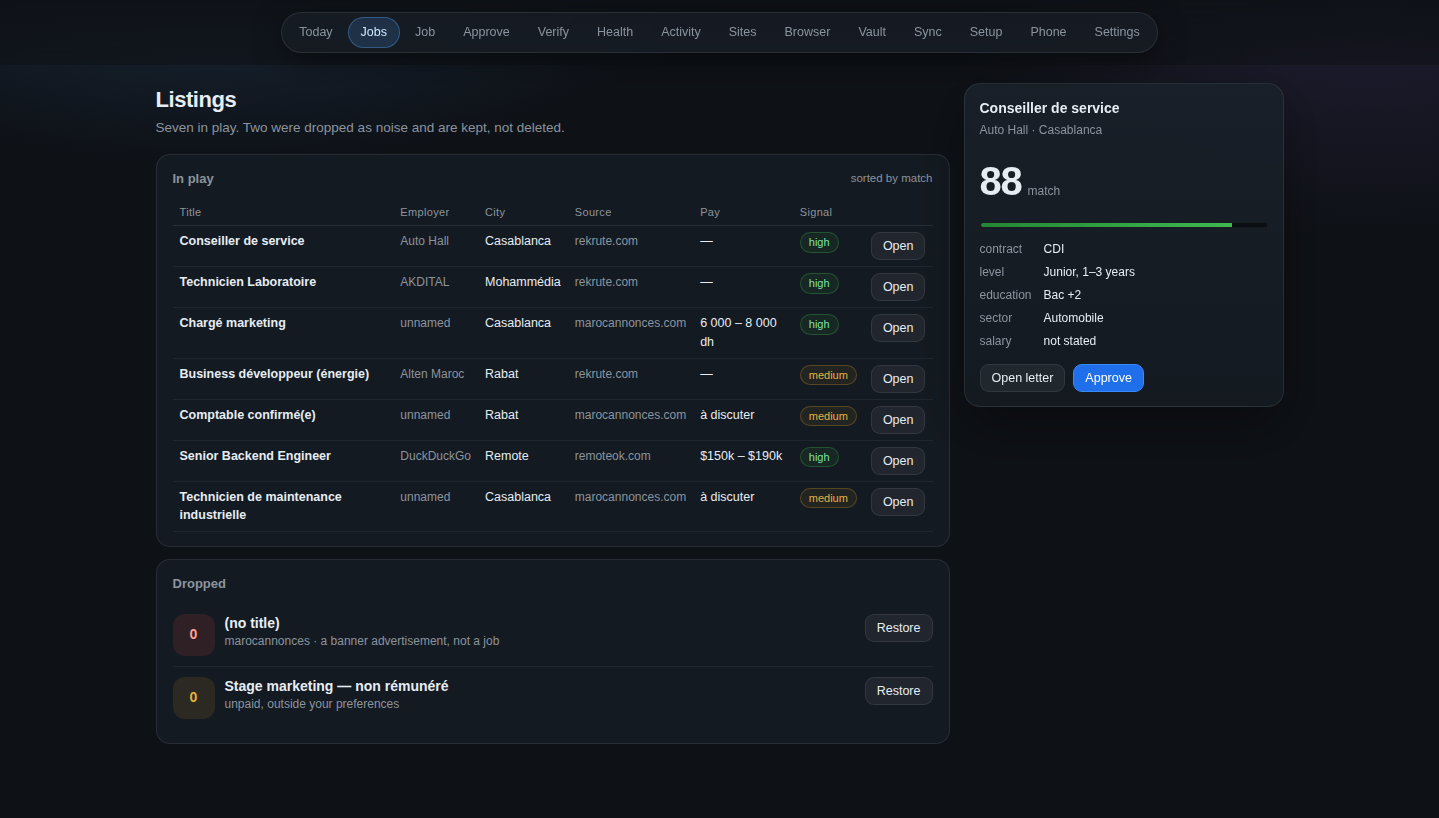 Today Jobs Job Approve Verify Health Activity Sites Browser Vault Sync Setup Phone Settings
Listings
Seven in play. Two were dropped as noise and are kept, not deleted.
In play
sorted by match
Title Employer City Source Pay Signal
Conseiller de service Auto Hall Casablanca rekrute.com — high Open
Technicien Laboratoire AKDITAL Mohammédia rekrute.com — high Open
Chargé marketing unnamed Casablanca marocannonces.com 6 000 – 8 000 high Open
dh
Business développeur (énergie) Alten Maroc Rabat rekrute.com — medium Open
Comptable confirmé(e) unnamed Rabat marocannonces.com à discuter medium Open
Senior Backend Engineer DuckDuckGo Remote remoteok.com $150k – $190k high Open
Technicien de maintenance unnamed Casablanca marocannonces.com à discuter medium Open
industrielle
Dropped
0 (no title) Restore
marocannonces · a banner advertisement, not a job
0 Stage marketing — non rémunéré Restore
unpaid, outside your preferences
Conseiller de service
Auto Hall · Casablanca
88 match
contract CDI
level Junior, 1–3 years
education Bac +2
sector Automobile
salary not stated
Open letter Approve